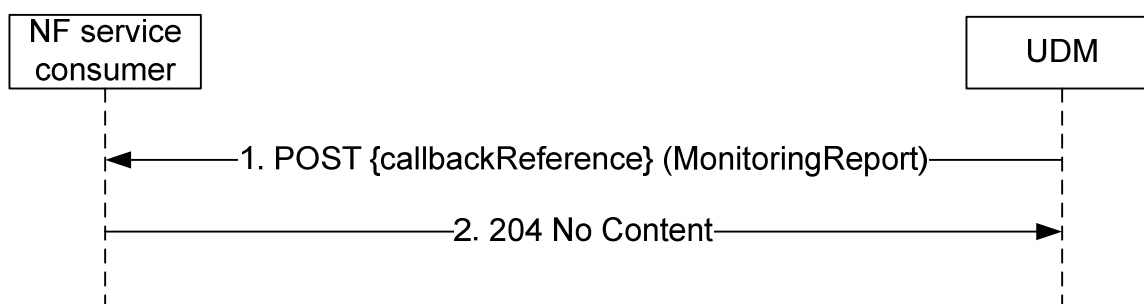 NF service
consumer
UDM
1. POST {callbackReference} (MonitoringReport)
2. 204 No Content